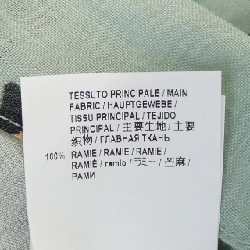 TESSUTO PRINCIPALE / MAIN
FABRIC / HAUPTGEWEBE /
TISSU PRINCIPAL / TEJIDO
PRINCIPAL / 主要生地 / 主要
织物 / ГЛАВНАЯ ТКАНЬ
100% RAMIE / RAMIE / RAMIE /
RAMIÉ / ramio / ラミー / 苎麻 /
РАМИ